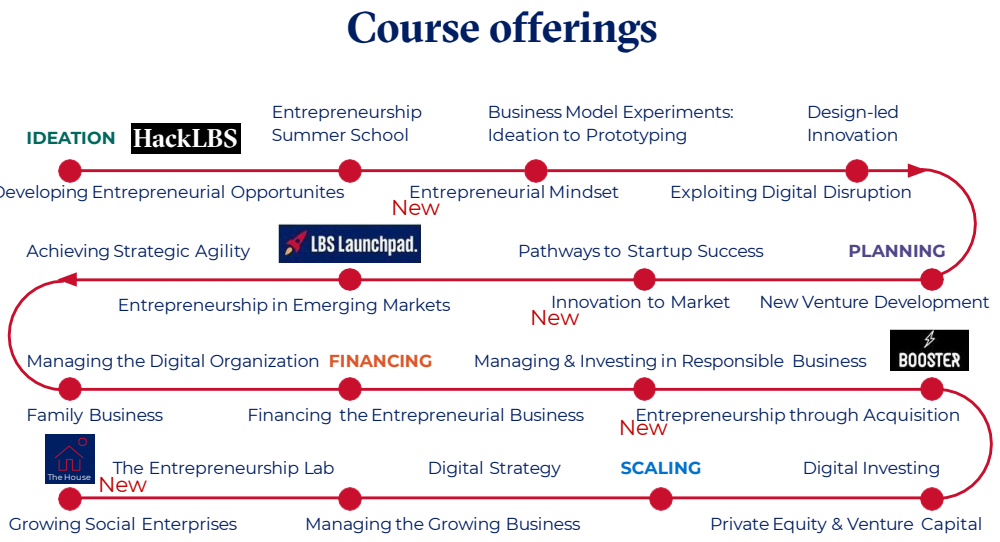 Course offerings
Entrepreneurship
Summer School
Business Model Experiments:
Ideation to Prototyping
Design-led
Innovation
IDEATION
HackLBS
Developing Entrepreneurial Opportunites
Entrepreneurial Mindset
Exploiting Digital Disruption
New
Achieving Strategic Agility
LBS Launchpad.
Pathways to Startup Success
PLANNING
Entrepreneurship in Emerging Markets
Innovation to Market
New Venture Development
New
Managing the Digital Organization
FINANCING
Managing & Investing in Responsible Business
BOOSTER
Family Business
Financing the Entrepreneurial Business
Entrepreneurship through Acquisition
New
The House
The Entrepreneurship Lab
Digital Strategy
SCALING
Digital Investing
New
Growing Social Enterprises
Managing the Growing Business
Private Equity & Venture Capital